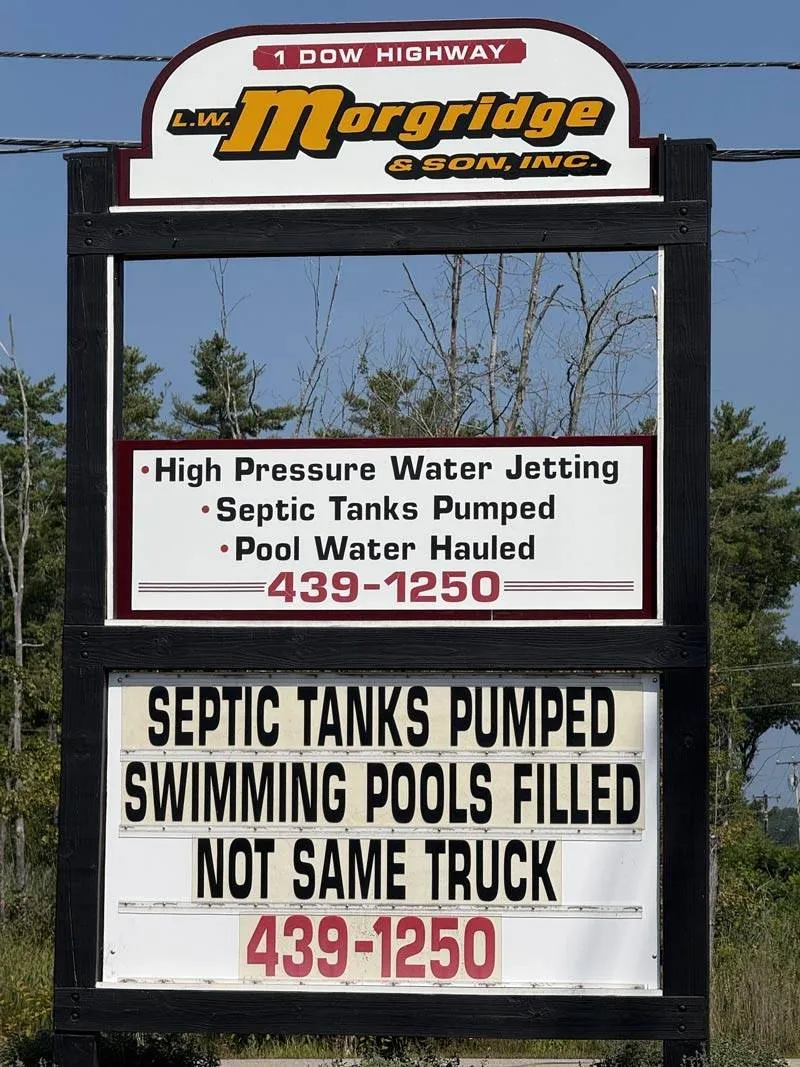 1 DOW HIGHWAY
L.W. Morgridge
& SON, INC.
•High Pressure Water Jetting
•Septic Tanks Pumped
•Pool Water Hauled
439-1250
SEPTIC TANKS PUMPED
SWIMMING POOLS FILLED
NOT SAME TRUCK
439-1250